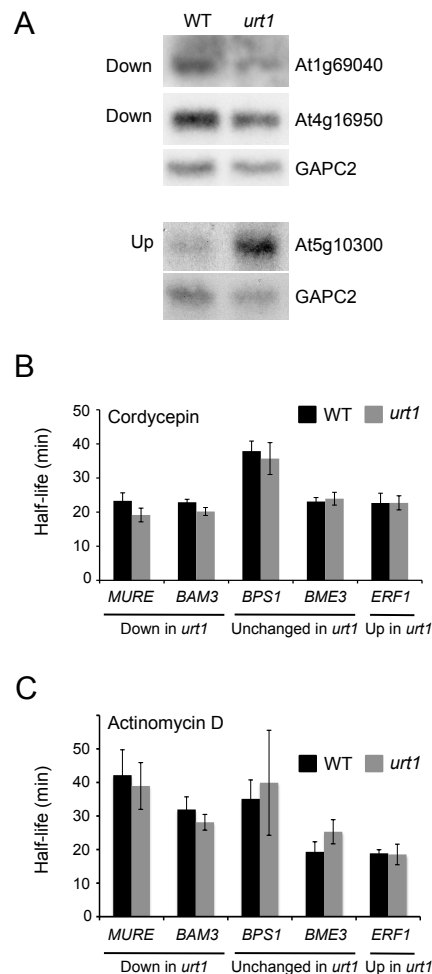 A
WT urt1
Down At1g69040
Down At4g16950
GAPC2
Up At5g10300
GAPC2
B
Cordycepin WT urt1
Half-life (min)
50
40
30
20
10
0
MURE BAM3 BPS1 BME3 ERF1
Down in urt1 Unchanged in urt1 Up in urt1
C
Actinomycin D WT urt1
Half-life (min)
60
50
40
30
20
10
0
MURE BAM3 BPS1 BME3 ERF1
Down in urt1 Unchanged in urt1 Up in urt1